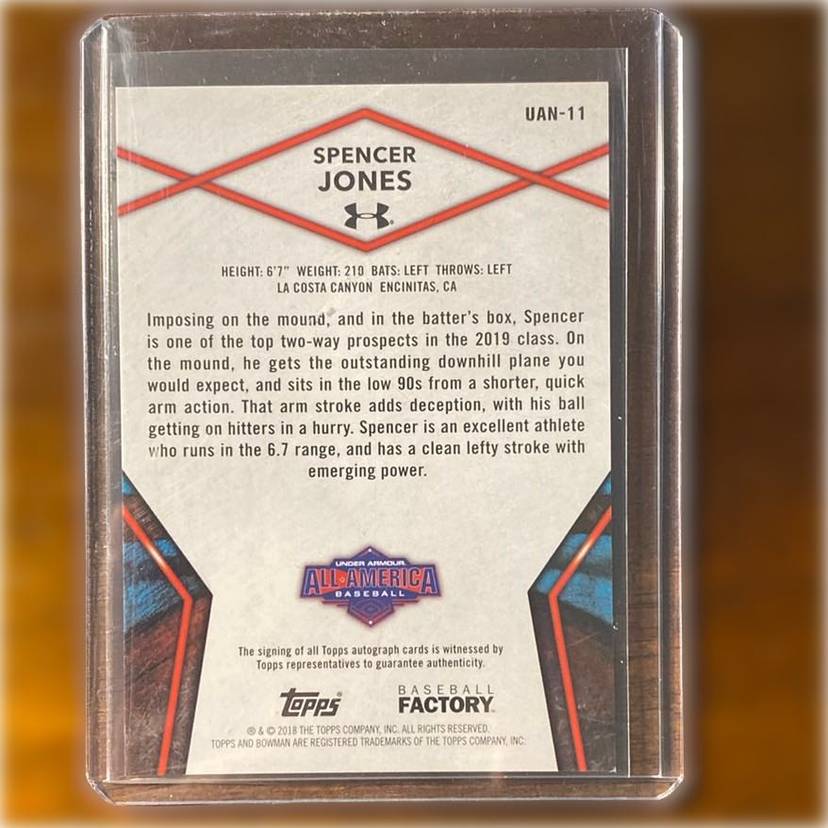 UAN-11
SPENCER
JONES
HEIGHT: 6'7" WEIGHT: 210 BATS: LEFT THROWS: LEFT
LA COSTA CANYON ENCINITAS, CA
Imposing on the mound, and in the batter's box, Spencer
is one of the top two-way prospects in the 2019 class. On
the mound, he gets the outstanding downhill plane you
would expect, and sits in the low 90s from a shorter, quick
arm action. That arm stroke adds deception, with his ball
getting on hitters in a hurry. Spencer is an excellent athlete
who runs in the 6.7 range, and has a clean lefty stroke with
emerging power.
UNDER ARMOUR
ALL-AMERICA
BASEBALL
The signing of all Topps autograph cards is witnessed by
Topps representatives to guarantee authenticity.
topps®
BASEBALL
FACTORY
® & © 2018 THE TOPPS COMPANY, INC. ALL RIGHTS RESERVED.
TOPPS AND BOWMAN ARE REGISTERED TRADEMARKS OF THE TOPPS COMPANY, INC.